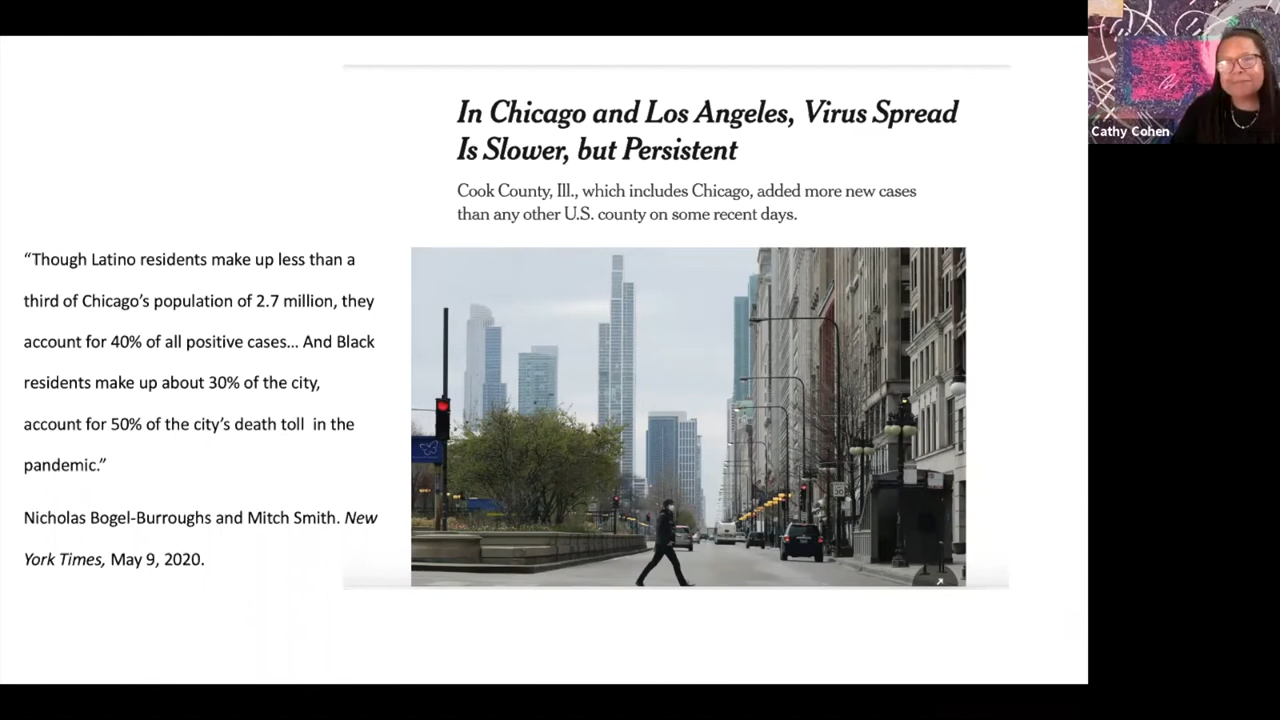 In Chicago and Los Angeles, Virus Spread
Is Slower, but Persistent
Cook County, Ill., which includes Chicago, added more new cases
than any other U.S. county on some recent days.
“Though Latino residents make up less than a
third of Chicago’s population of 2.7 million, they
account for 40% of all positive cases... And Black
residents make up about 30% of the city,
account for 50% of the city’s death toll  in the
pandemic.”
Nicholas Bogel-Burroughs and Mitch Smith. New
York Times, May 9, 2020.
Cathy Cohen